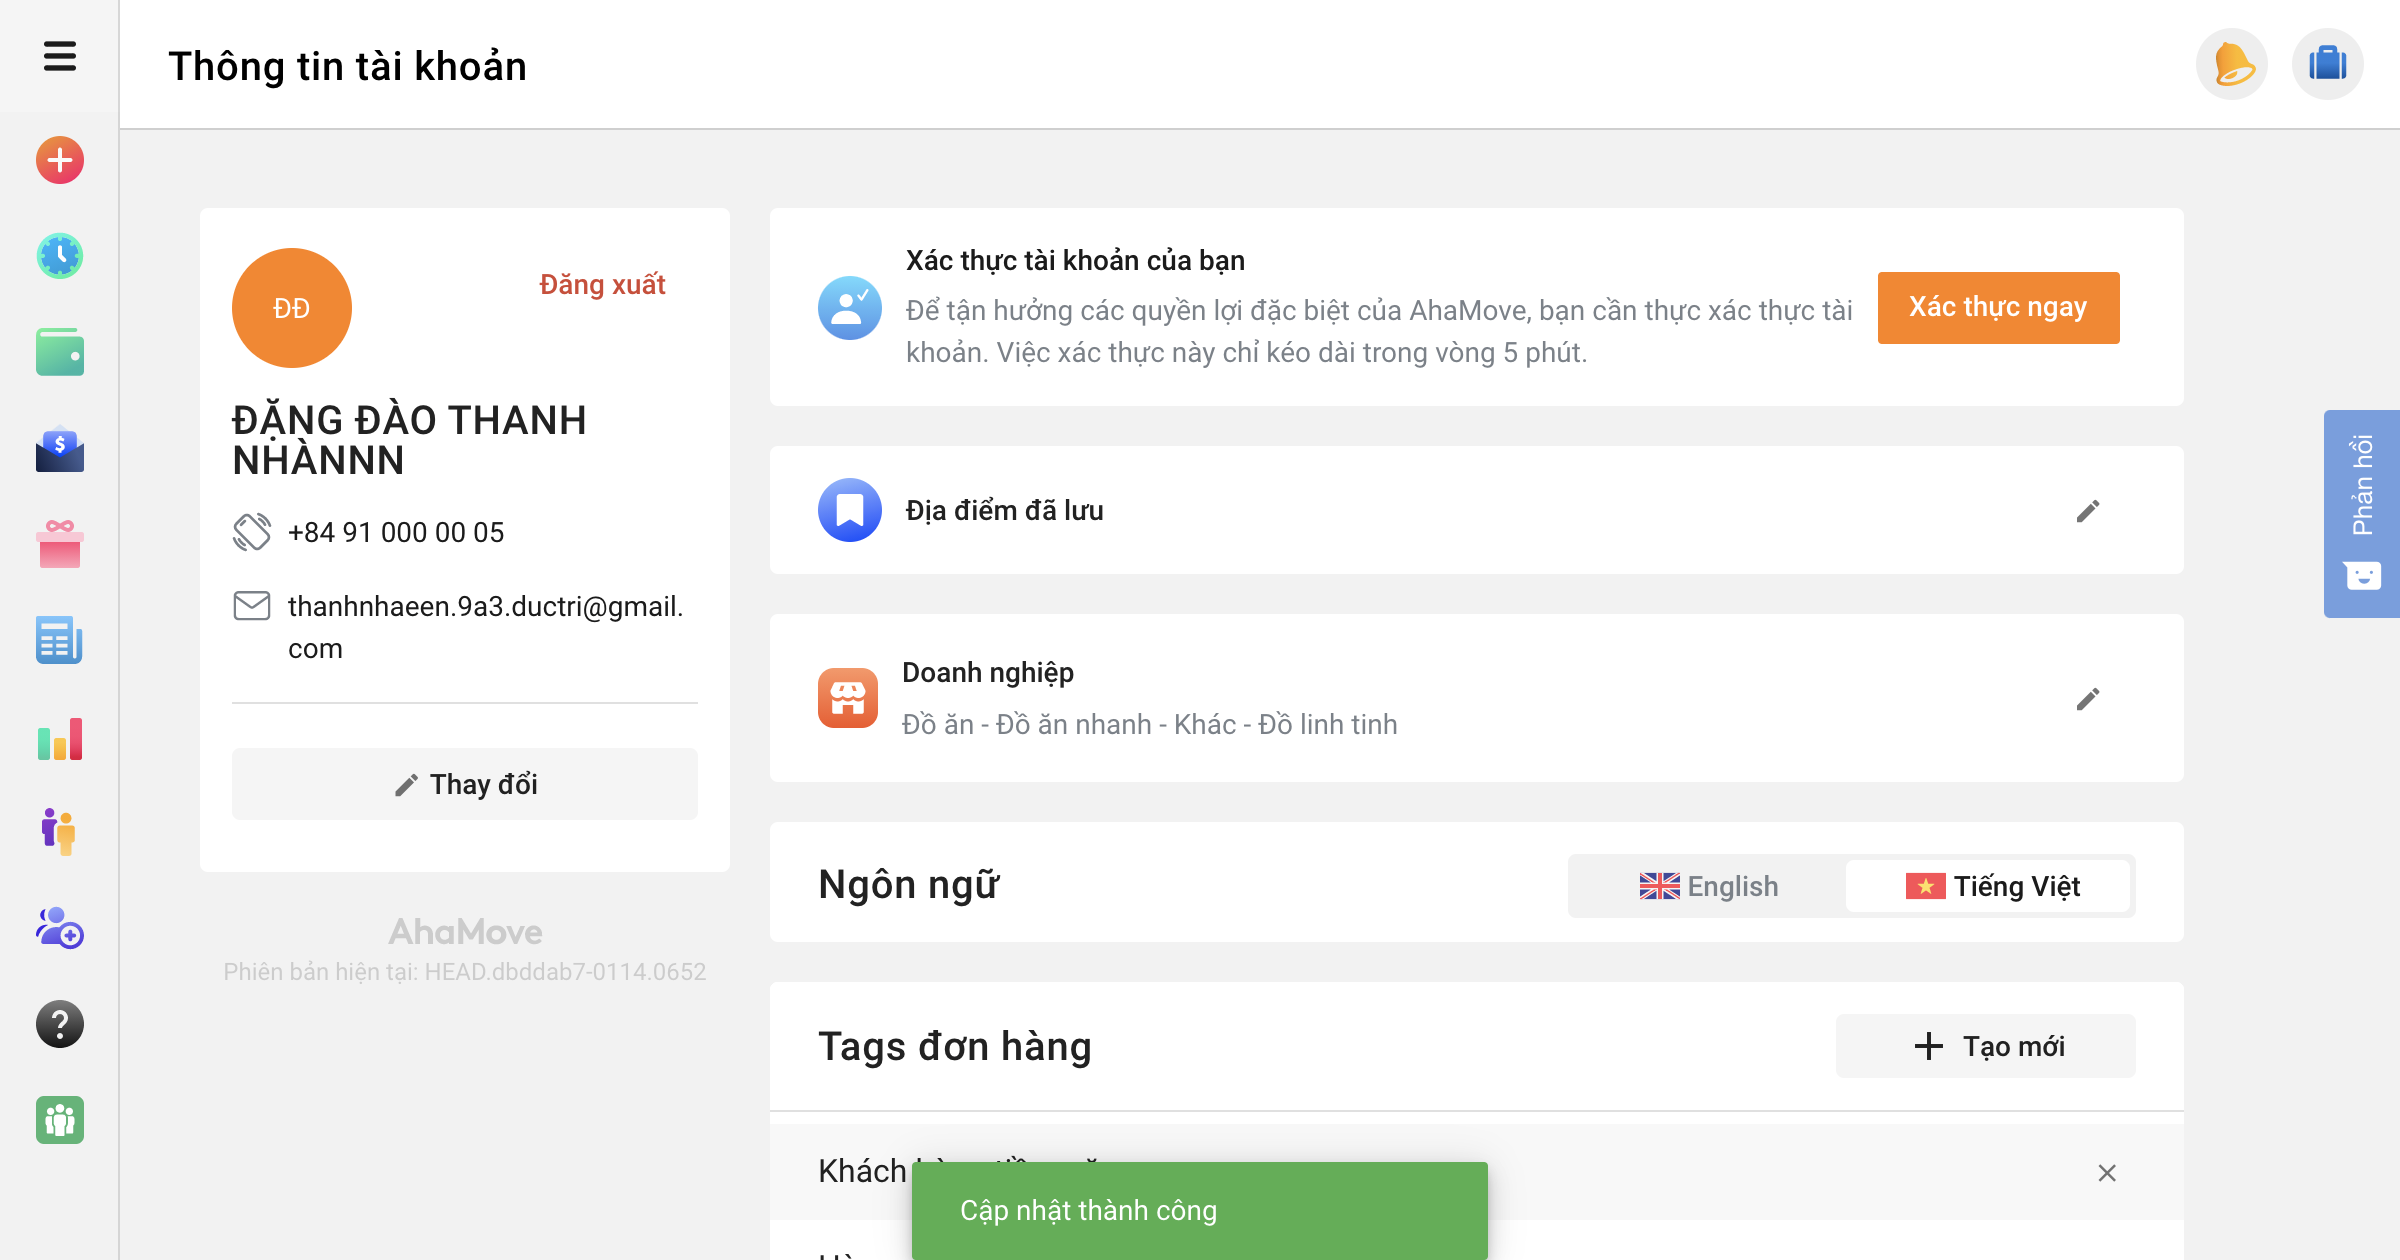 Thông tin tài khoản
ĐĐ
Đăng xuất
ĐẶNG ĐÀO THANH
NHÀNNN
+84 91 000 00 05
thanhnhaeen.9a3.ductri@gmail.
com
Thay đổi
AhaMove
Phiên bản hiện tại: HEAD.dbddab7-0114.0652
Xác thực tài khoản của bạn
Để tận hưởng các quyền lợi đặc biệt của AhaMove, bạn cần thực xác thực tài
khoản. Việc xác thực này chỉ kéo dài trong vòng 5 phút.
Xác thực ngay
Địa điểm đã lưu
Doanh nghiệp
Đồ ăn - Đồ ăn nhanh - Khác - Đồ linh tinh
Ngôn ngữ
English
Tiếng Việt
Tags đơn hàng
Tạo mới
Khách
Cập nhật thành công
Phản hồi